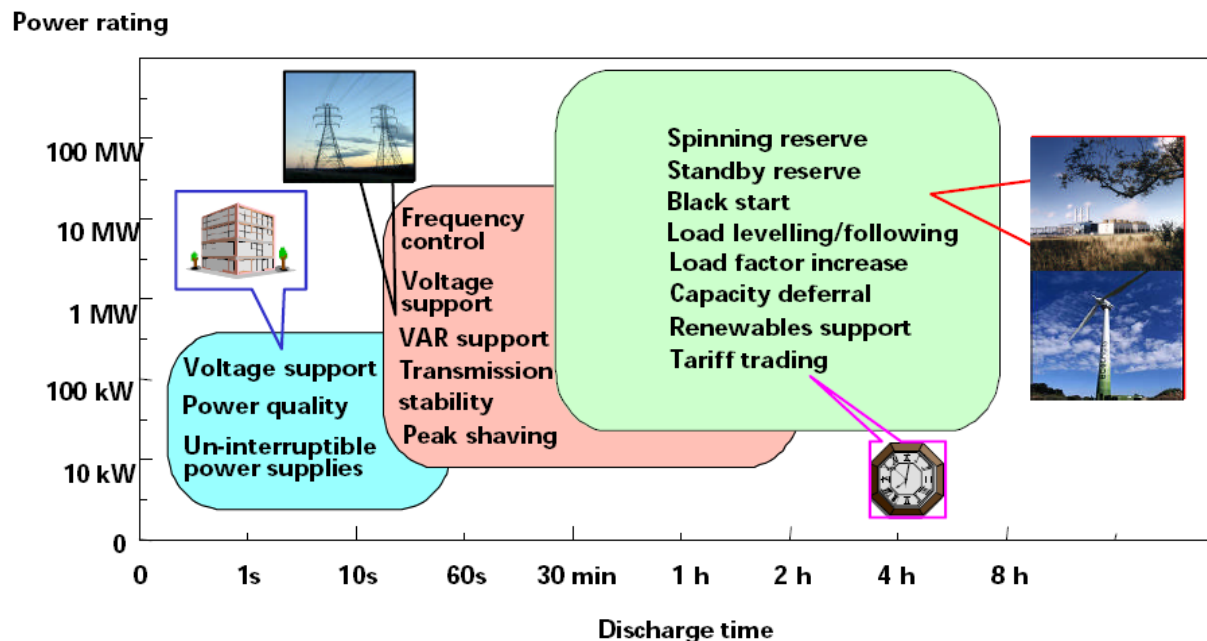 Power rating
100 MW
10 MW
1 MW
100 kW
10 kW
0
Voltage support
Power quality
Un-interruptible
power supplies
Frequency
control
Voltage
support
VAR support
Transmission
stability
Peak shaving
Spinning reserve
Standby reserve
Black start
Load levelling/following
Load factor increase
Capacity deferral
Renewables support
Tariff trading
0
1s
10s
60s
30 min
1 h
2 h
4 h
8 h
Discharge time